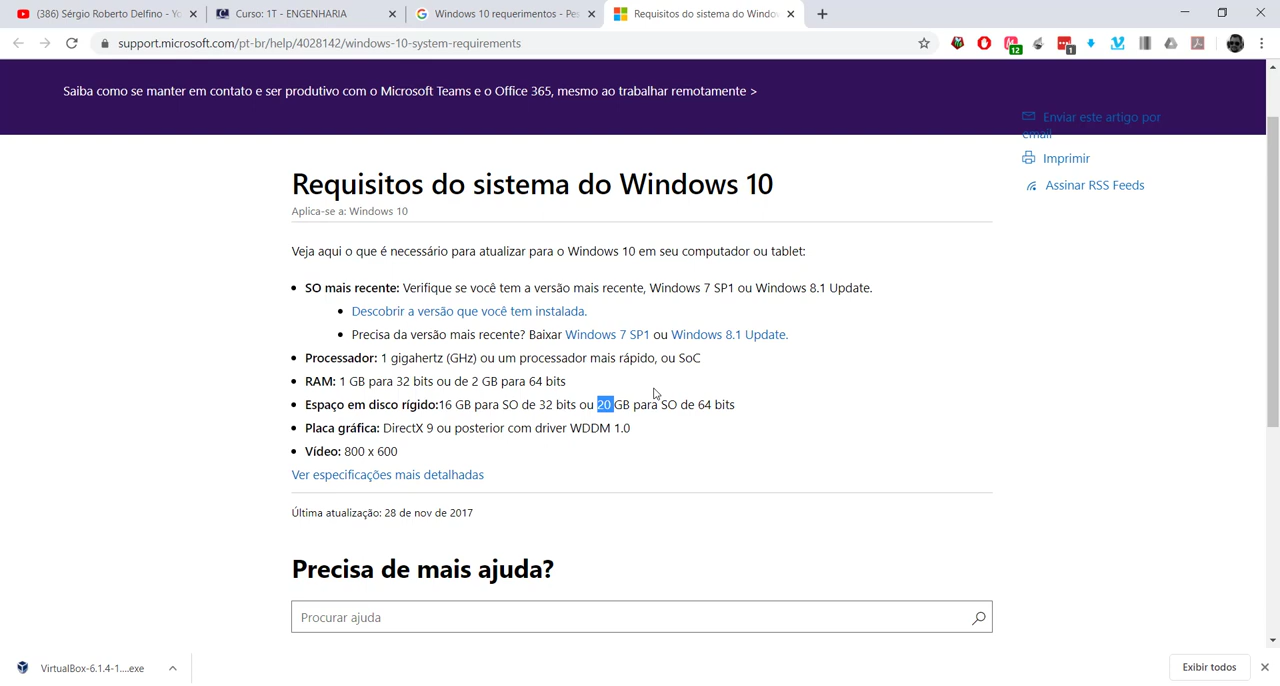 (386) Sérgio Roberto Delfino - Yo
Curso: 1T - ENGENHARIA
Windows 10 requerimentos - Pes
Requisitos do sistema do Window
support.microsoft.com/pt-br/help/4028142/windows-10-system-requirements
12
1
Saiba como se manter em contato e ser produtivo com o Microsoft Teams e o Office 365, mesmo ao trabalhar remotamente >
Enviar este artigo por
email
Imprimir
Assinar RSS Feeds
Requisitos do sistema do Windows 10
Aplica-se a: Windows 10
Veja aqui o que é necessário para atualizar para o Windows 10 em seu computador ou tablet:
• SO mais recente: Verifique se você tem a versão mais recente, Windows 7 SP1 ou Windows 8.1 Update.
• Descobrir a versão que você tem instalada.
• Precisa da versão mais recente? Baixar Windows 7 SP1 ou Windows 8.1 Update.
• Processador: 1 gigahertz (GHz) ou um processador mais rápido, ou SoC
• RAM: 1 GB para 32 bits ou de 2 GB para 64 bits
• Espaço em disco rígido:16 GB para SO de 32 bits ou 20 GB para SO de 64 bits
• Placa gráfica: DirectX 9 ou posterior com driver WDDM 1.0
• Vídeo: 800 x 600
Ver especificações mais detalhadas
Última atualização: 28 de nov de 2017
Precisa de mais ajuda?
Procurar ajuda
VirtualBox-6.1.4-1....exe
Exibir todos